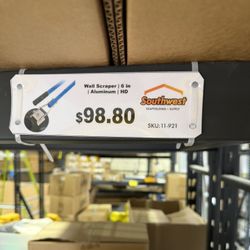 Wall Scraper | 6 in
| Aluminum | HD
$98.80
Southwest
SCAFFOLDING & SUPPLY
SKU:11-921